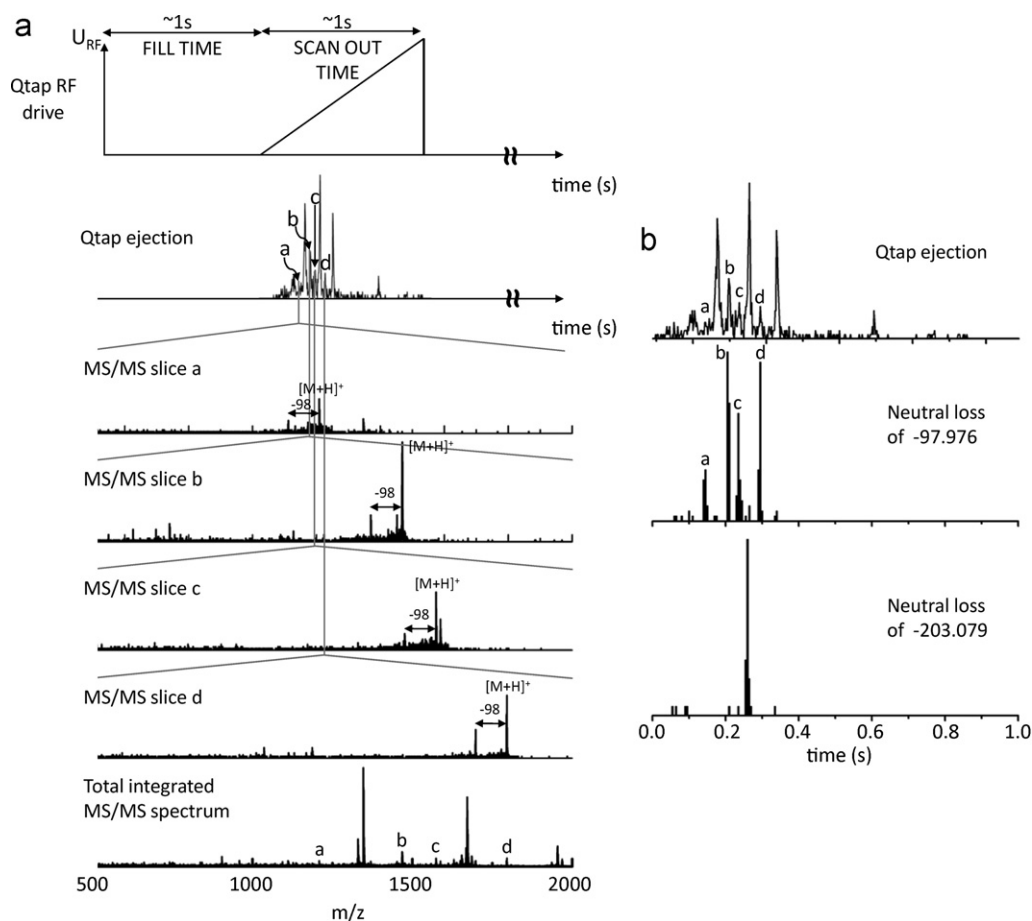 a
~1s
~1s
U_RF
FILL TIME
SCAN OUT
TIME
Qtap RF
drive
time (s)
Qtap ejection
a
b
c
d
time (s)
MS/MS slice a
[M+H]+
-98
MS/MS slice b
[M+H]+
-98
MS/MS slice c
[M+H]+
-98
MS/MS slice d
[M+H]+
-98
Total integrated
MS/MS spectrum
a
b
c
d
500
1000
1500
2000
m/z
b
Qtap ejection
a
b
c
d
Neutral loss
of -97.976
a
b
c
d
Neutral loss
of -203.079
0.0
0.2
0.4
0.6
0.8
1.0
time (s)